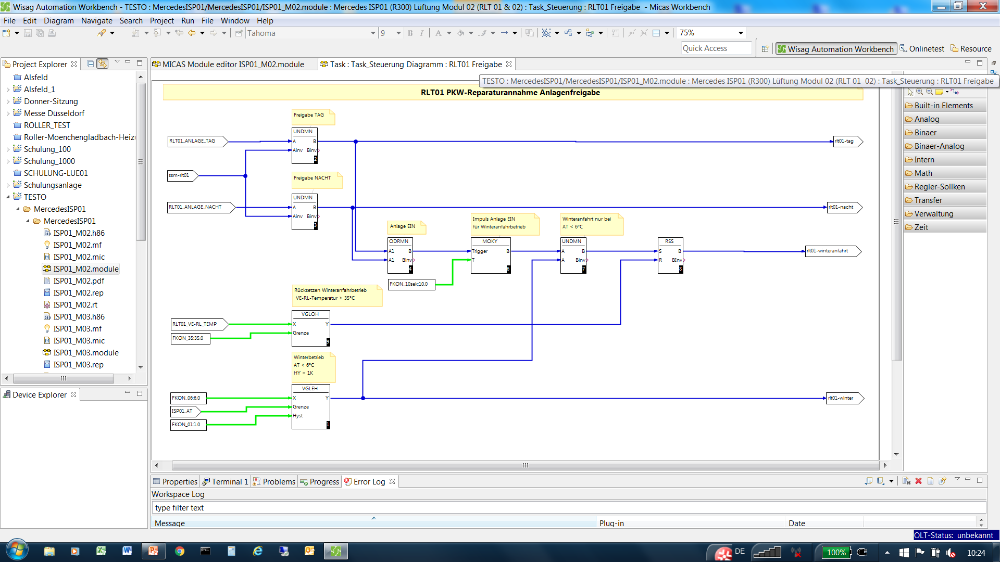 Wisag Automation Workbench - TESTO : MercedesISP01/MercedesISP01/ISP01_M02.module : Mercedes ISP01 (R300) Lüftung Modul 02 (RLT 01 & 02) : Task_Steuerung : RLT01 Freigabe - Micas Workbench
File Edit Diagram Navigate Search Project Run File Window Help
Tahoma 9 B I A 75%
Quick Access Wisag Automation Workbench Onlinetest Resource
Project Explorer
MICAS Module editor ISP01_M02.module
Task : Task_Steuerung Diagramm : RLT01 Freigabe
TESTO : MercedesISP01/MercedesISP01/ISP01_M02.module : Mercedes ISP01 (R300) Lüftung Modul 02 (RLT 01 02) : Task_Steuerung : RLT01 Freigabe
Alsfeld
Alsfeld_1
Donner-Sitzung
Messe Düsseldorf
ROLLER_TEST
Roller-Moenchengladbach-Heiz
Schulung_100
Schulung_1000
SCHULUNG-LUE01
Schulungsanlage
TESTO
MercedesISP01
MercedesISP01
ISP01_M02.h86
ISP01_M02.mf
ISP01_M02.mic
ISP01_M02.module
ISP01_M02.pdf
ISP01_M02.rep
ISP01_M02.rt
ISP01_M03.h86
ISP01_M03.mf
ISP01_M03.mic
ISP01_M03.module
ISP01_M03.rep
Device Explorer
RLT01 PKW-Reparaturannahme Anlagenfreigabe
Freigabe TAG
UNDMN
RLT01_ANLAGE_TAG
A B
Ainv Binv
2
rlt01-tag
ssm-rlt01
Freigabe NACHT
UNDMN
RLT01_ANLAGE_NACHT
A B
Ainv Binv
3
rlt01-nacht
Anlage EIN
ODRMN
A1 B
A1 Binv
4
Impuls Anlage EIN
für Winteranfahrbetrieb
MOKY
Trigger B
T
6
Winteranfahrt nur bei
AT < 6°C
UNDMN
A B
A Binv
7
RSS
S B
R BInv
8
rlt01-winteranfahrt
FKON_10sek:10.0
Rücksetzen Winteranfahrbetrieb
VE-RL-Temperatur > 35°C
VGLOH
RLT01_VE-RL_TEMP
X Y
FKON_35:35.0
Grenze
9
Winterbetrieb
AT < 6°C
HY = 1K
VGLEH
FKON_06:6.0
X Y
ISP01_AT
Grenze
FKON_01:1.0
Hyst
1
rlt01-winter
Built-in Elements
Analog
Binaer
Binaer-Analog
Intern
Math
Regler-Sollken
Transfer
Verwaltung
Zeit
Properties Terminal 1 Problems Progress Error Log
Workspace Log
type filter text
Message Plug-in Date
OLT-Status: unbekannt
DE 100% 10:24